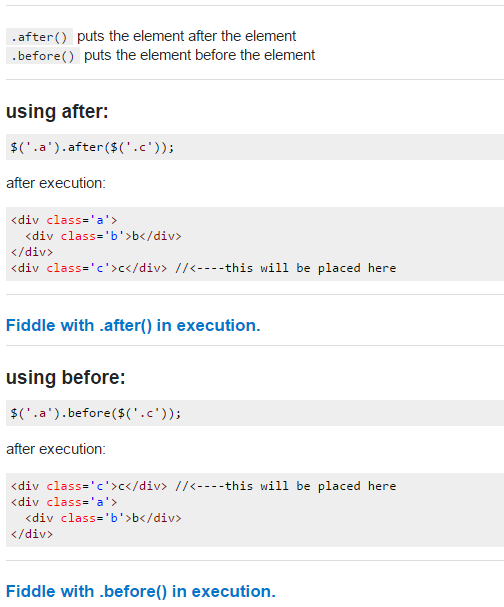 .after() puts the element after the element
.before() puts the element before the element
using after:
$('.a').after($('.c'));
after execution:
<div class='a'>
  <div class='b'>b</div>
</div>
<div class='c'>c</div> //<----this will be placed here
Fiddle with .after() in execution.
using before:
$('.a').before($('.c'));
after execution:
<div class='c'>c</div> //<----this will be placed here
<div class='a'>
  <div class='b'>b</div>
</div>
Fiddle with .before() in execution.